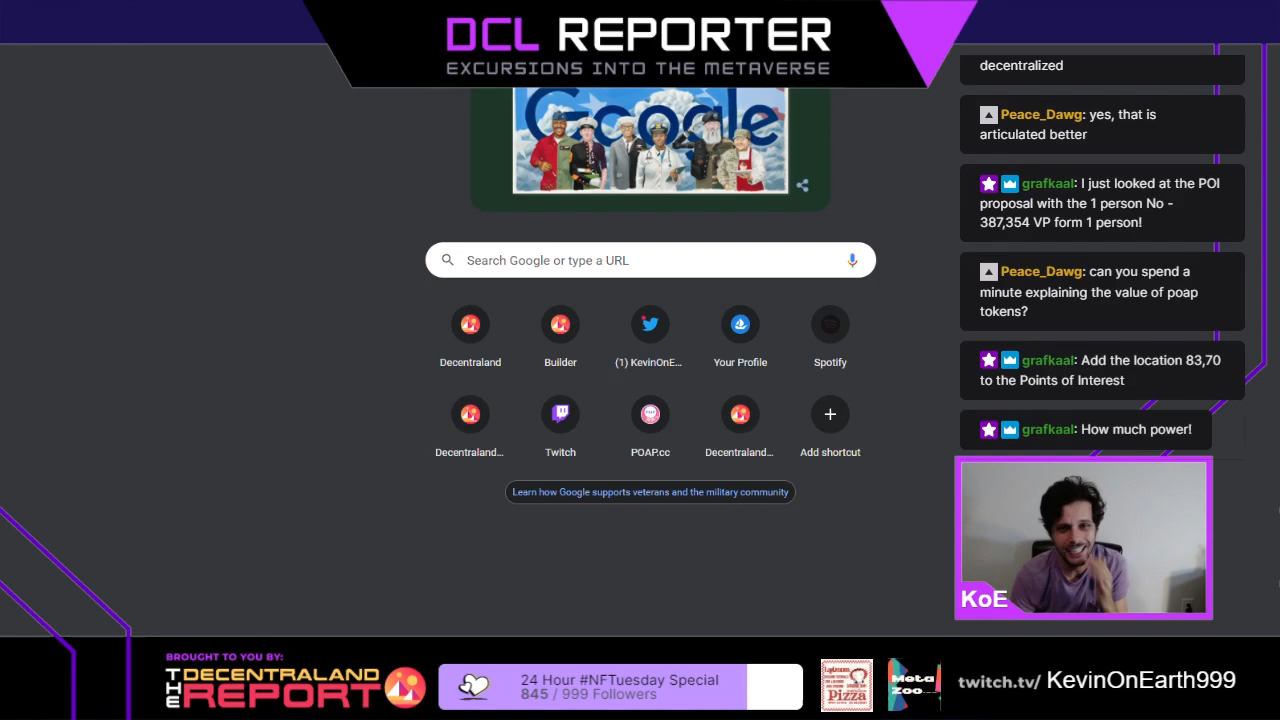 DCL REPORTER
EXCURSIONS INTO THE METAVERSE
Google
Search Google or type a URL
Decentraland
Builder
(1) KevinOnE...
Your Profile
Spotify
Decentraland...
Twitch
POAP.cc
Decentraland...
Add shortcut
Learn how Google supports veterans and the military community
decentralized
Peace_Dawg: yes, that is
articulated better
grafkaal: I just looked at the POI
proposal with the 1 person No -
387,354 VP form 1 person!
Peace_Dawg: can you spend a
minute explaining the value of poap
tokens?
grafkaal: Add the location 83,70
to the Points of Interest
grafkaal: How much power!
KoE
BROUGHT TO YOU BY:
THE DECENTRALAND
REPORT
24 Hour #NFTuesday Special
845 / 999 Followers
Pizza
Meta
Zoo...
twitch.tv/ KevinOnEarth999